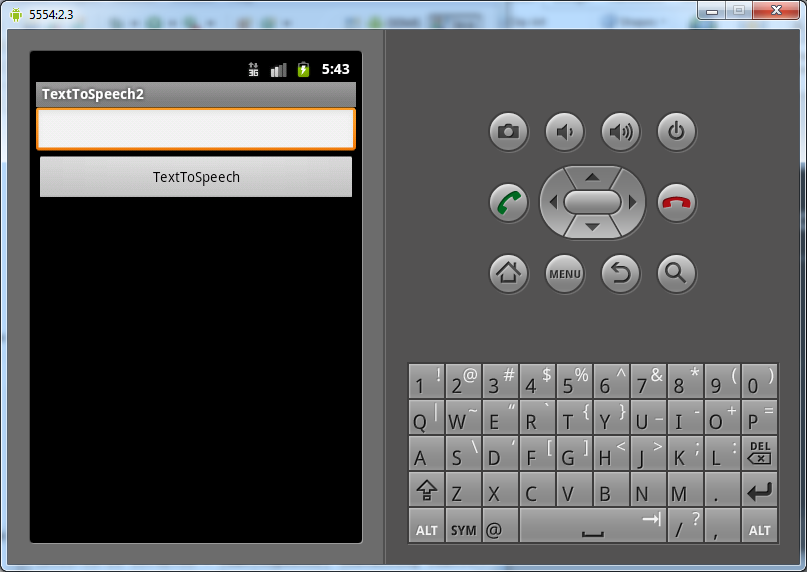 5554:2.3
3G 5:43
TextToSpeech2
TextToSpeech
MENU
1 ! 2 @ 3 # 4 $ 5 % 6 ^ 7 & 8 * 9 ( 0 )
Q | W ~ E “ R ` T { Y } U _ I - O + P =
A S \ D ‘ F [ G ] H < J > K ; L : DEL
Z X C V B N M .
ALT SYM @ / ? , ALT